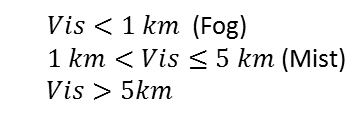 Vis < 1 km (Fog)
1 km < Vis ≤ 5 km (Mist)
Vis > 5km